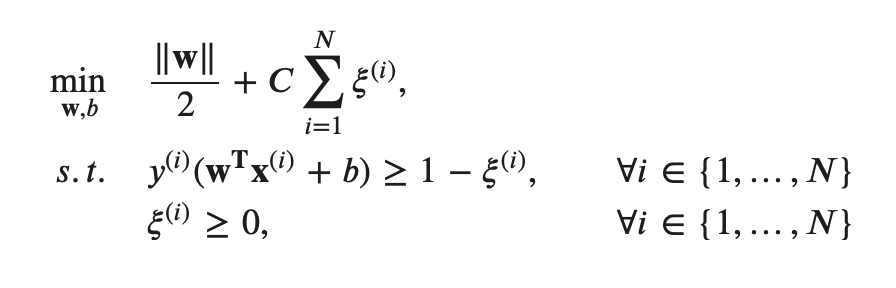 min_{𝐰,b} ‖𝐰‖/2 + C ∑_{i=1}^{N} ξ^{(i)},
s.t. y^{(i)}(𝐰^𝐓 𝐱^{(i)} + b) ≥ 1 − ξ^{(i)}, ∀i ∈ {1, …, N}
ξ^{(i)} ≥ 0, ∀i ∈ {1, …, N}